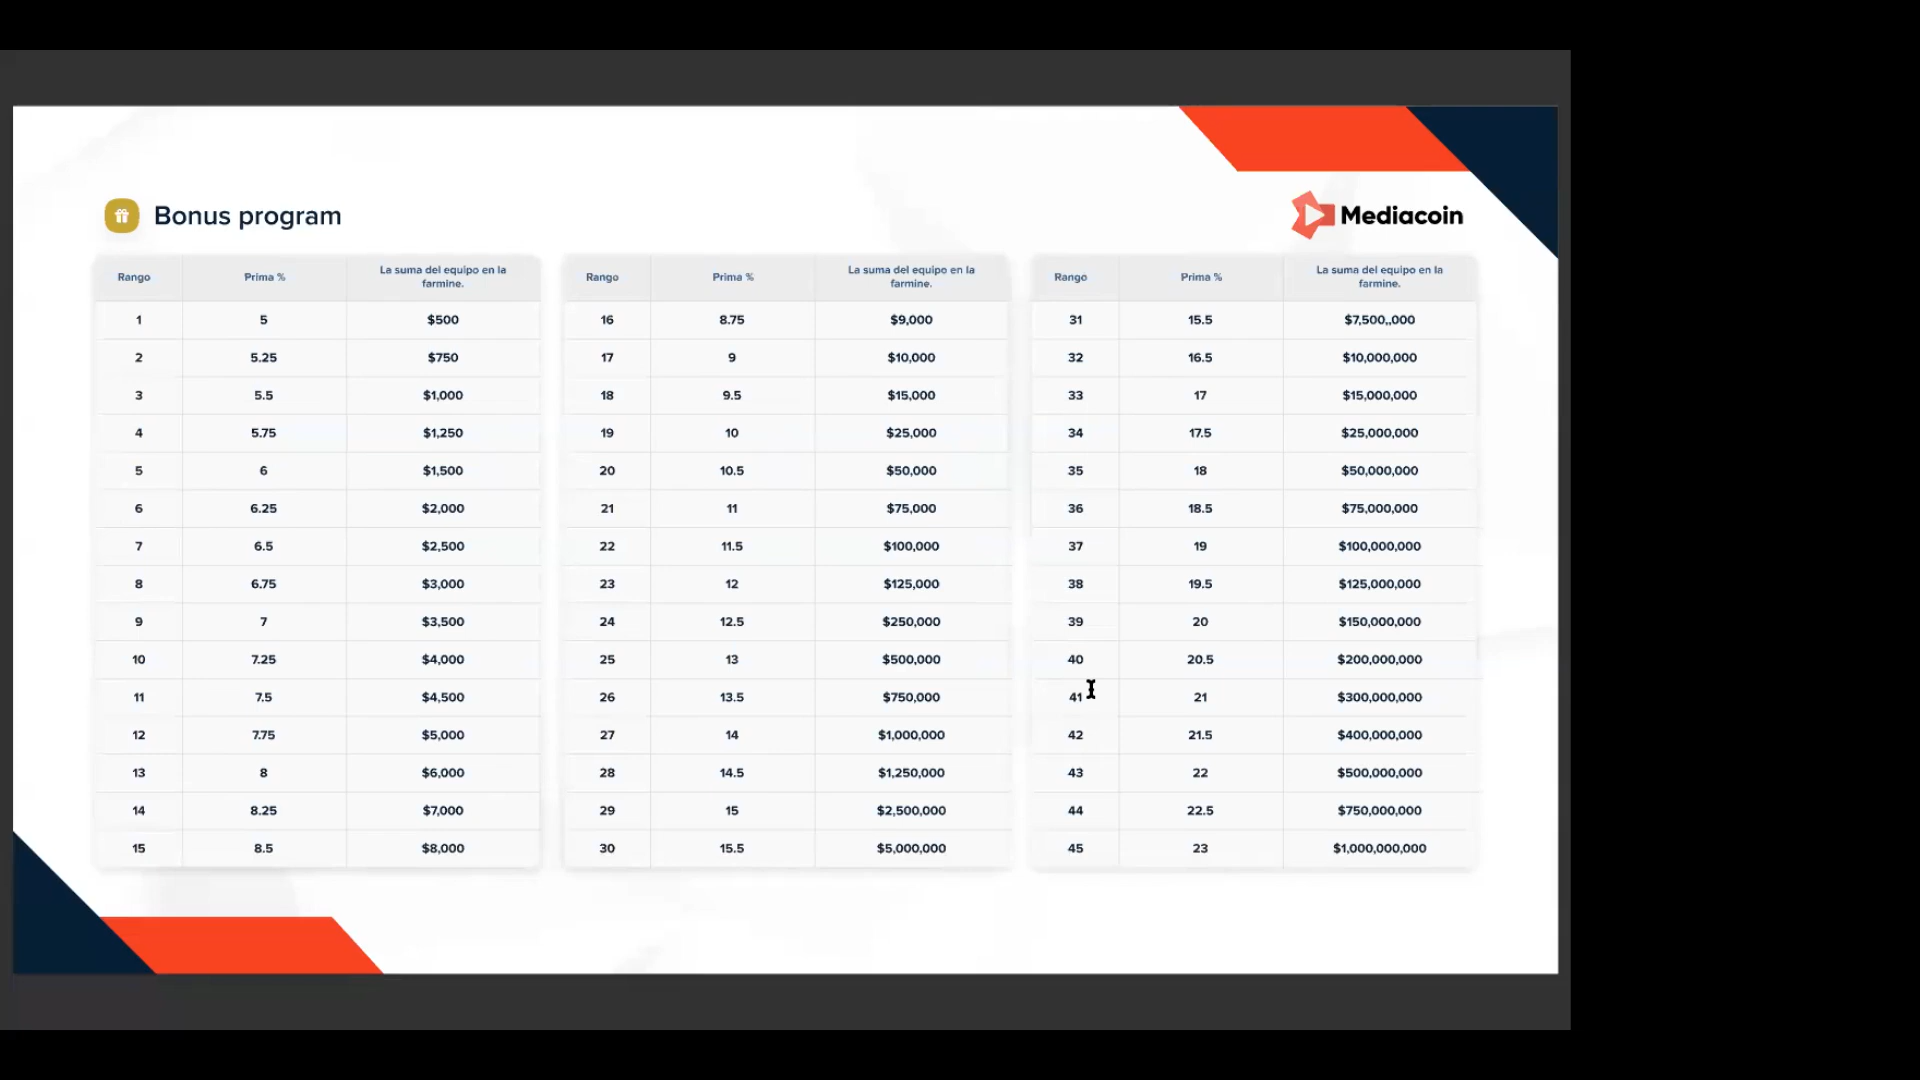 Bonus program
Mediacoin
Rango Prima % La suma del equipo en la farmine.
1 5 $500
2 5.25 $750
3 5.5 $1,000
4 5.75 $1,250
5 6 $1,500
6 6.25 $2,000
7 6.5 $2,500
8 6.75 $3,000
9 7 $3,500
10 7.25 $4,000
11 7.5 $4,500
12 7.75 $5,000
13 8 $6,000
14 8.25 $7,000
15 8.5 $8,000
Rango Prima % La suma del equipo en la farmine.
16 8.75 $9,000
17 9 $10,000
18 9.5 $15,000
19 10 $25,000
20 10.5 $50,000
21 11 $75,000
22 11.5 $100,000
23 12 $125,000
24 12.5 $250,000
25 13 $500,000
26 13.5 $750,000
27 14 $1,000,000
28 14.5 $1,250,000
29 15 $2,500,000
30 15.5 $5,000,000
Rango Prima % La suma del equipo en la farmine.
31 15.5 $7,500,,000
32 16.5 $10,000,000
33 17 $15,000,000
34 17.5 $25,000,000
35 18 $50,000,000
36 18.5 $75,000,000
37 19 $100,000,000
38 19.5 $125,000,000
39 20 $150,000,000
40 20.5 $200,000,000
41 21 $300,000,000
42 21.5 $400,000,000
43 22 $500,000,000
44 22.5 $750,000,000
45 23 $1,000,000,000